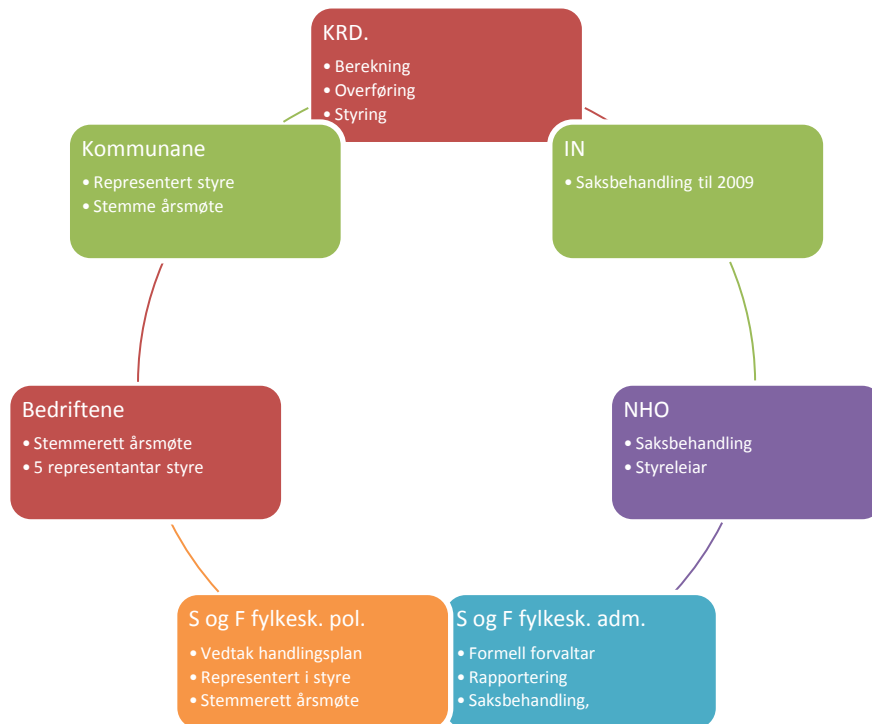 KRD.
• Berekning
• Overføring
• Styring
IN
• Saksbehandling til 2009
NHO
• Saksbehandling
• Styreleiar
S og F fylkesk. adm.
• Formell forvaltar
• Rapportering
• Saksbehandling,
S og F fylkesk. pol.
• Vedtak handlingsplan
• Representert i styre
• Stemmerett årsmøte
Bedriftene
• Stemmerett årsmøte
• 5 representantar styre
Kommunane
• Representert styre
• Stemme årsmøte